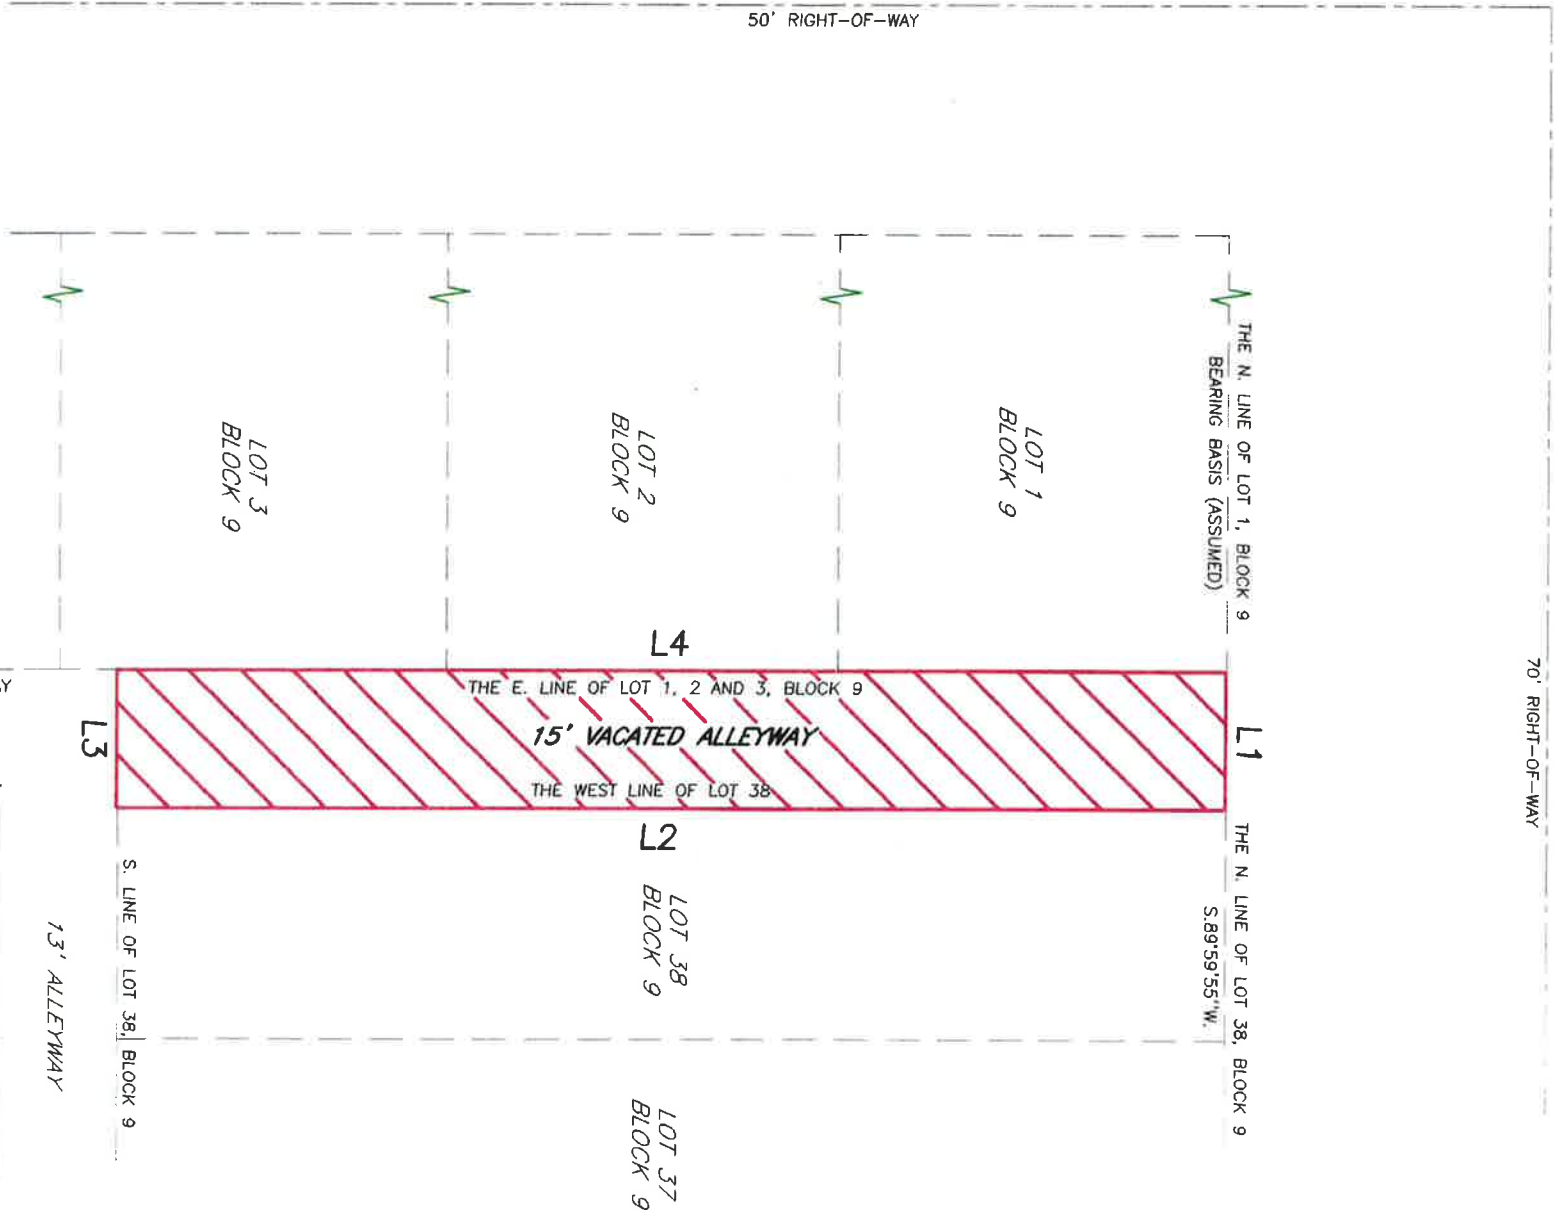 50' RIGHT-OF-WAY
70' RIGHT-OF-WAY
THE N. LINE OF LOT 1, BLOCK 9
BEARING BASIS (ASSUMED)
LOT 1
BLOCK 9
LOT 2
BLOCK 9
LOT 3
BLOCK 9
L4
THE E. LINE OF LOT 1, 2 AND 3, BLOCK 9
15' VACATED ALLEYWAY
THE WEST LINE OF LOT 38
L1
L3
L2
THE N. LINE OF LOT 38, BLOCK 9
S.89°59'55"W.
LOT 38
BLOCK 9
S. LINE OF LOT 38, BLOCK 9
13' ALLEYWAY
LOT 37
BLOCK 9